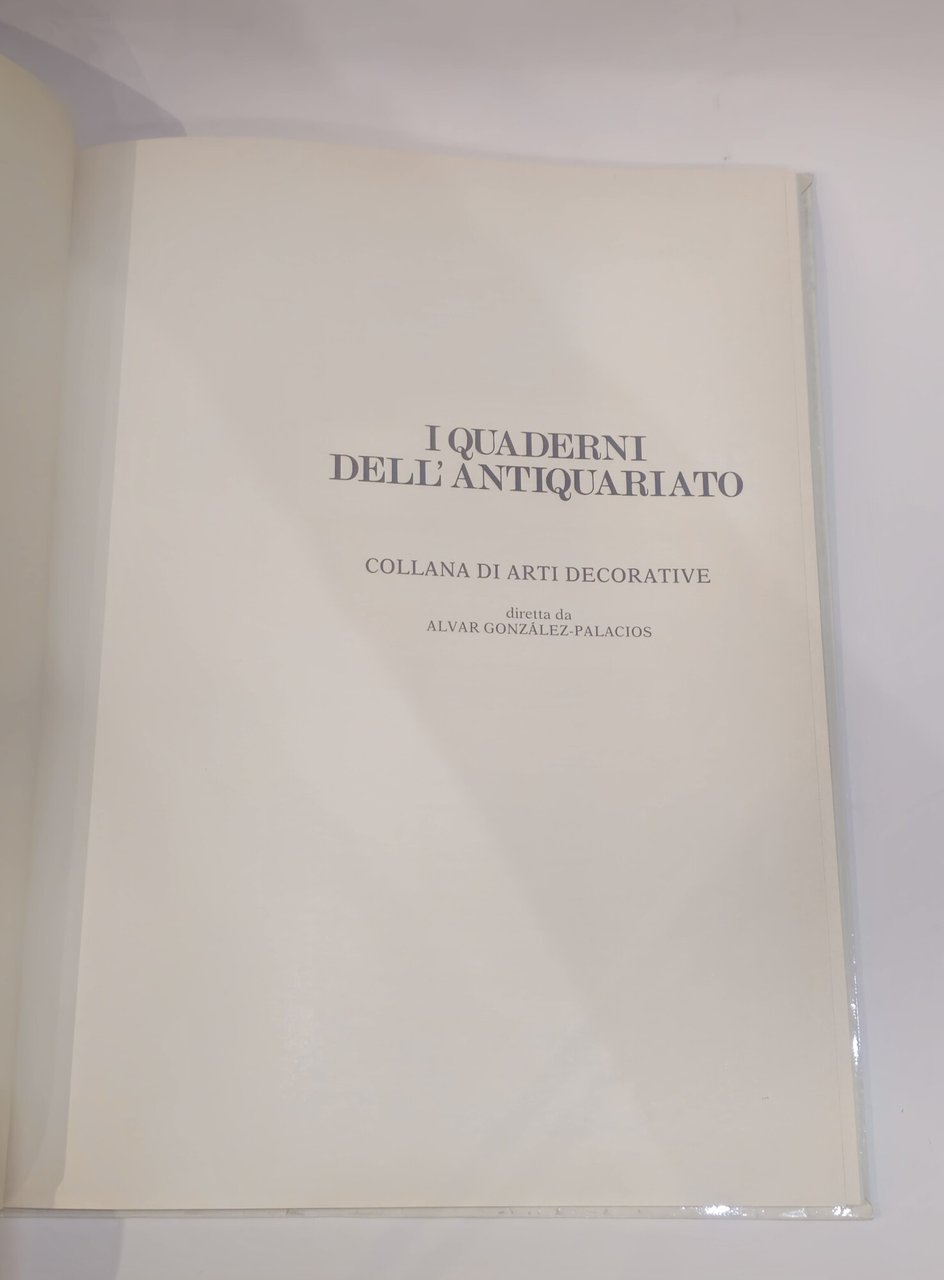 I QUADERNI
DELL'ANTIQUARIATO
COLLANA DI ARTI DECORATIVE
diretta da
ALVAR GONZÁLEZ-PALACIOS